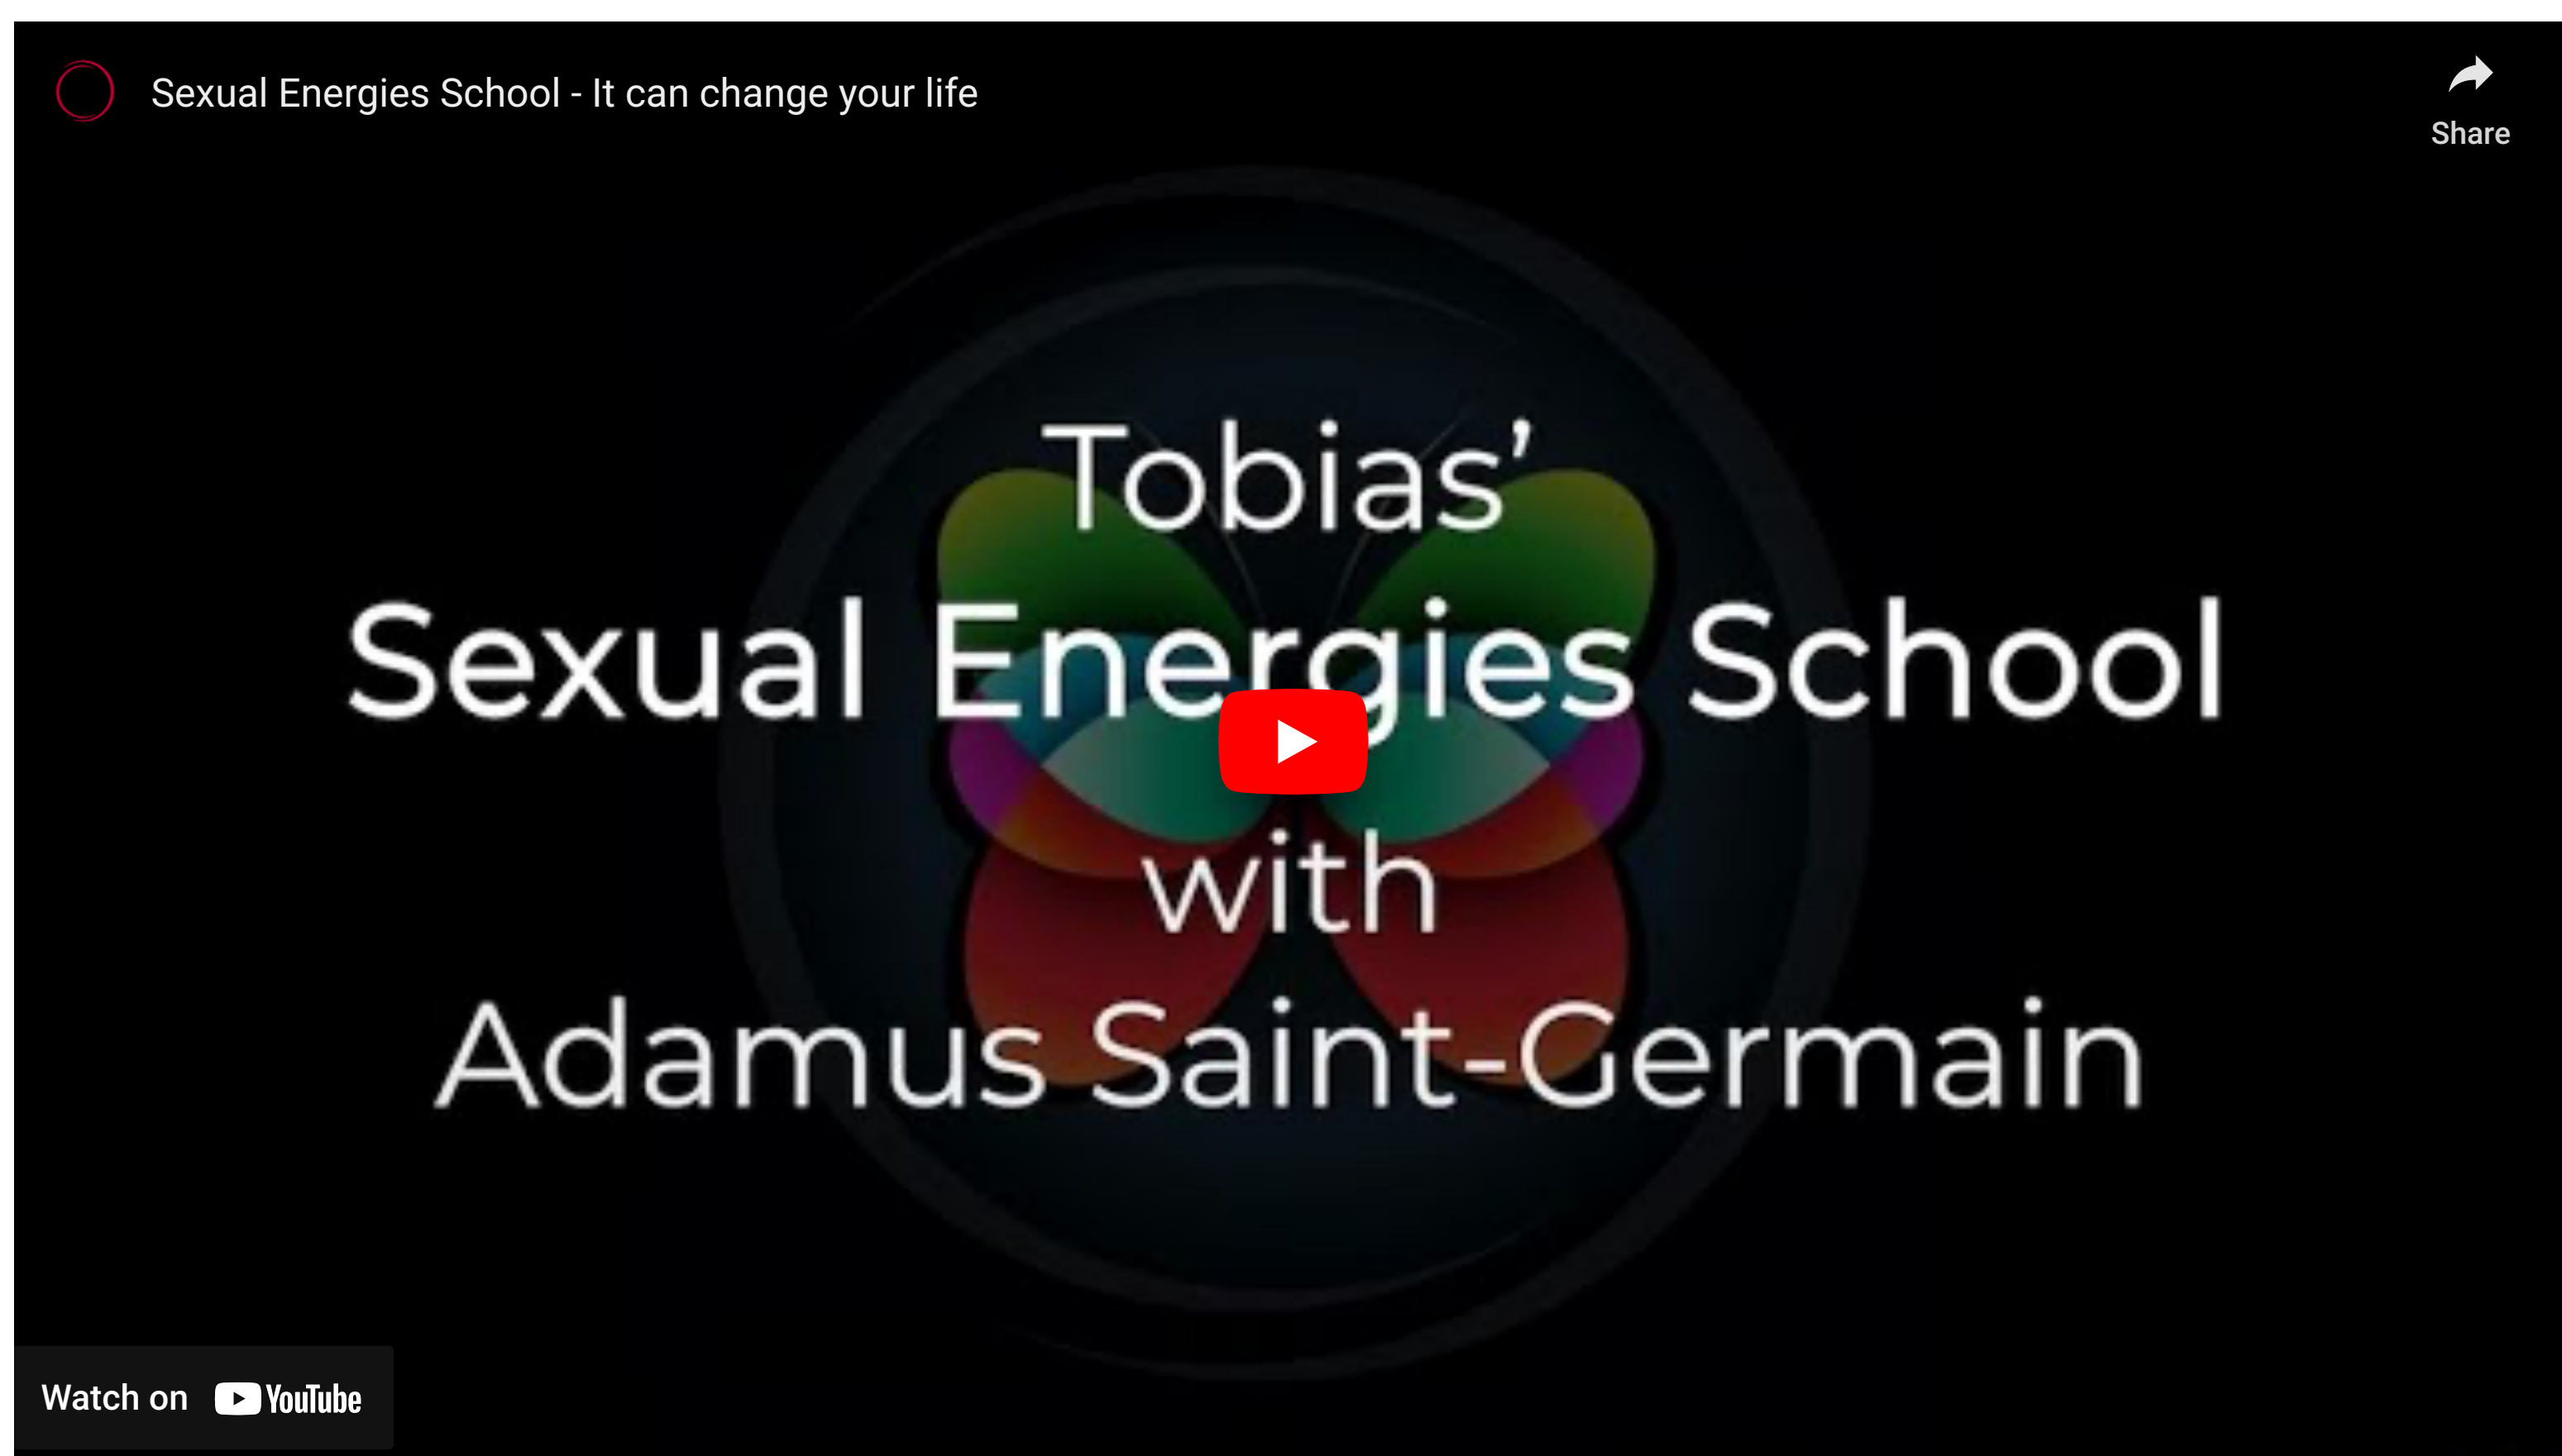 Sexual Energies School - It can change your life
Share
Tobias’
Sexual Energies School
with
Adamus Saint-Germain
Watch on YouTube